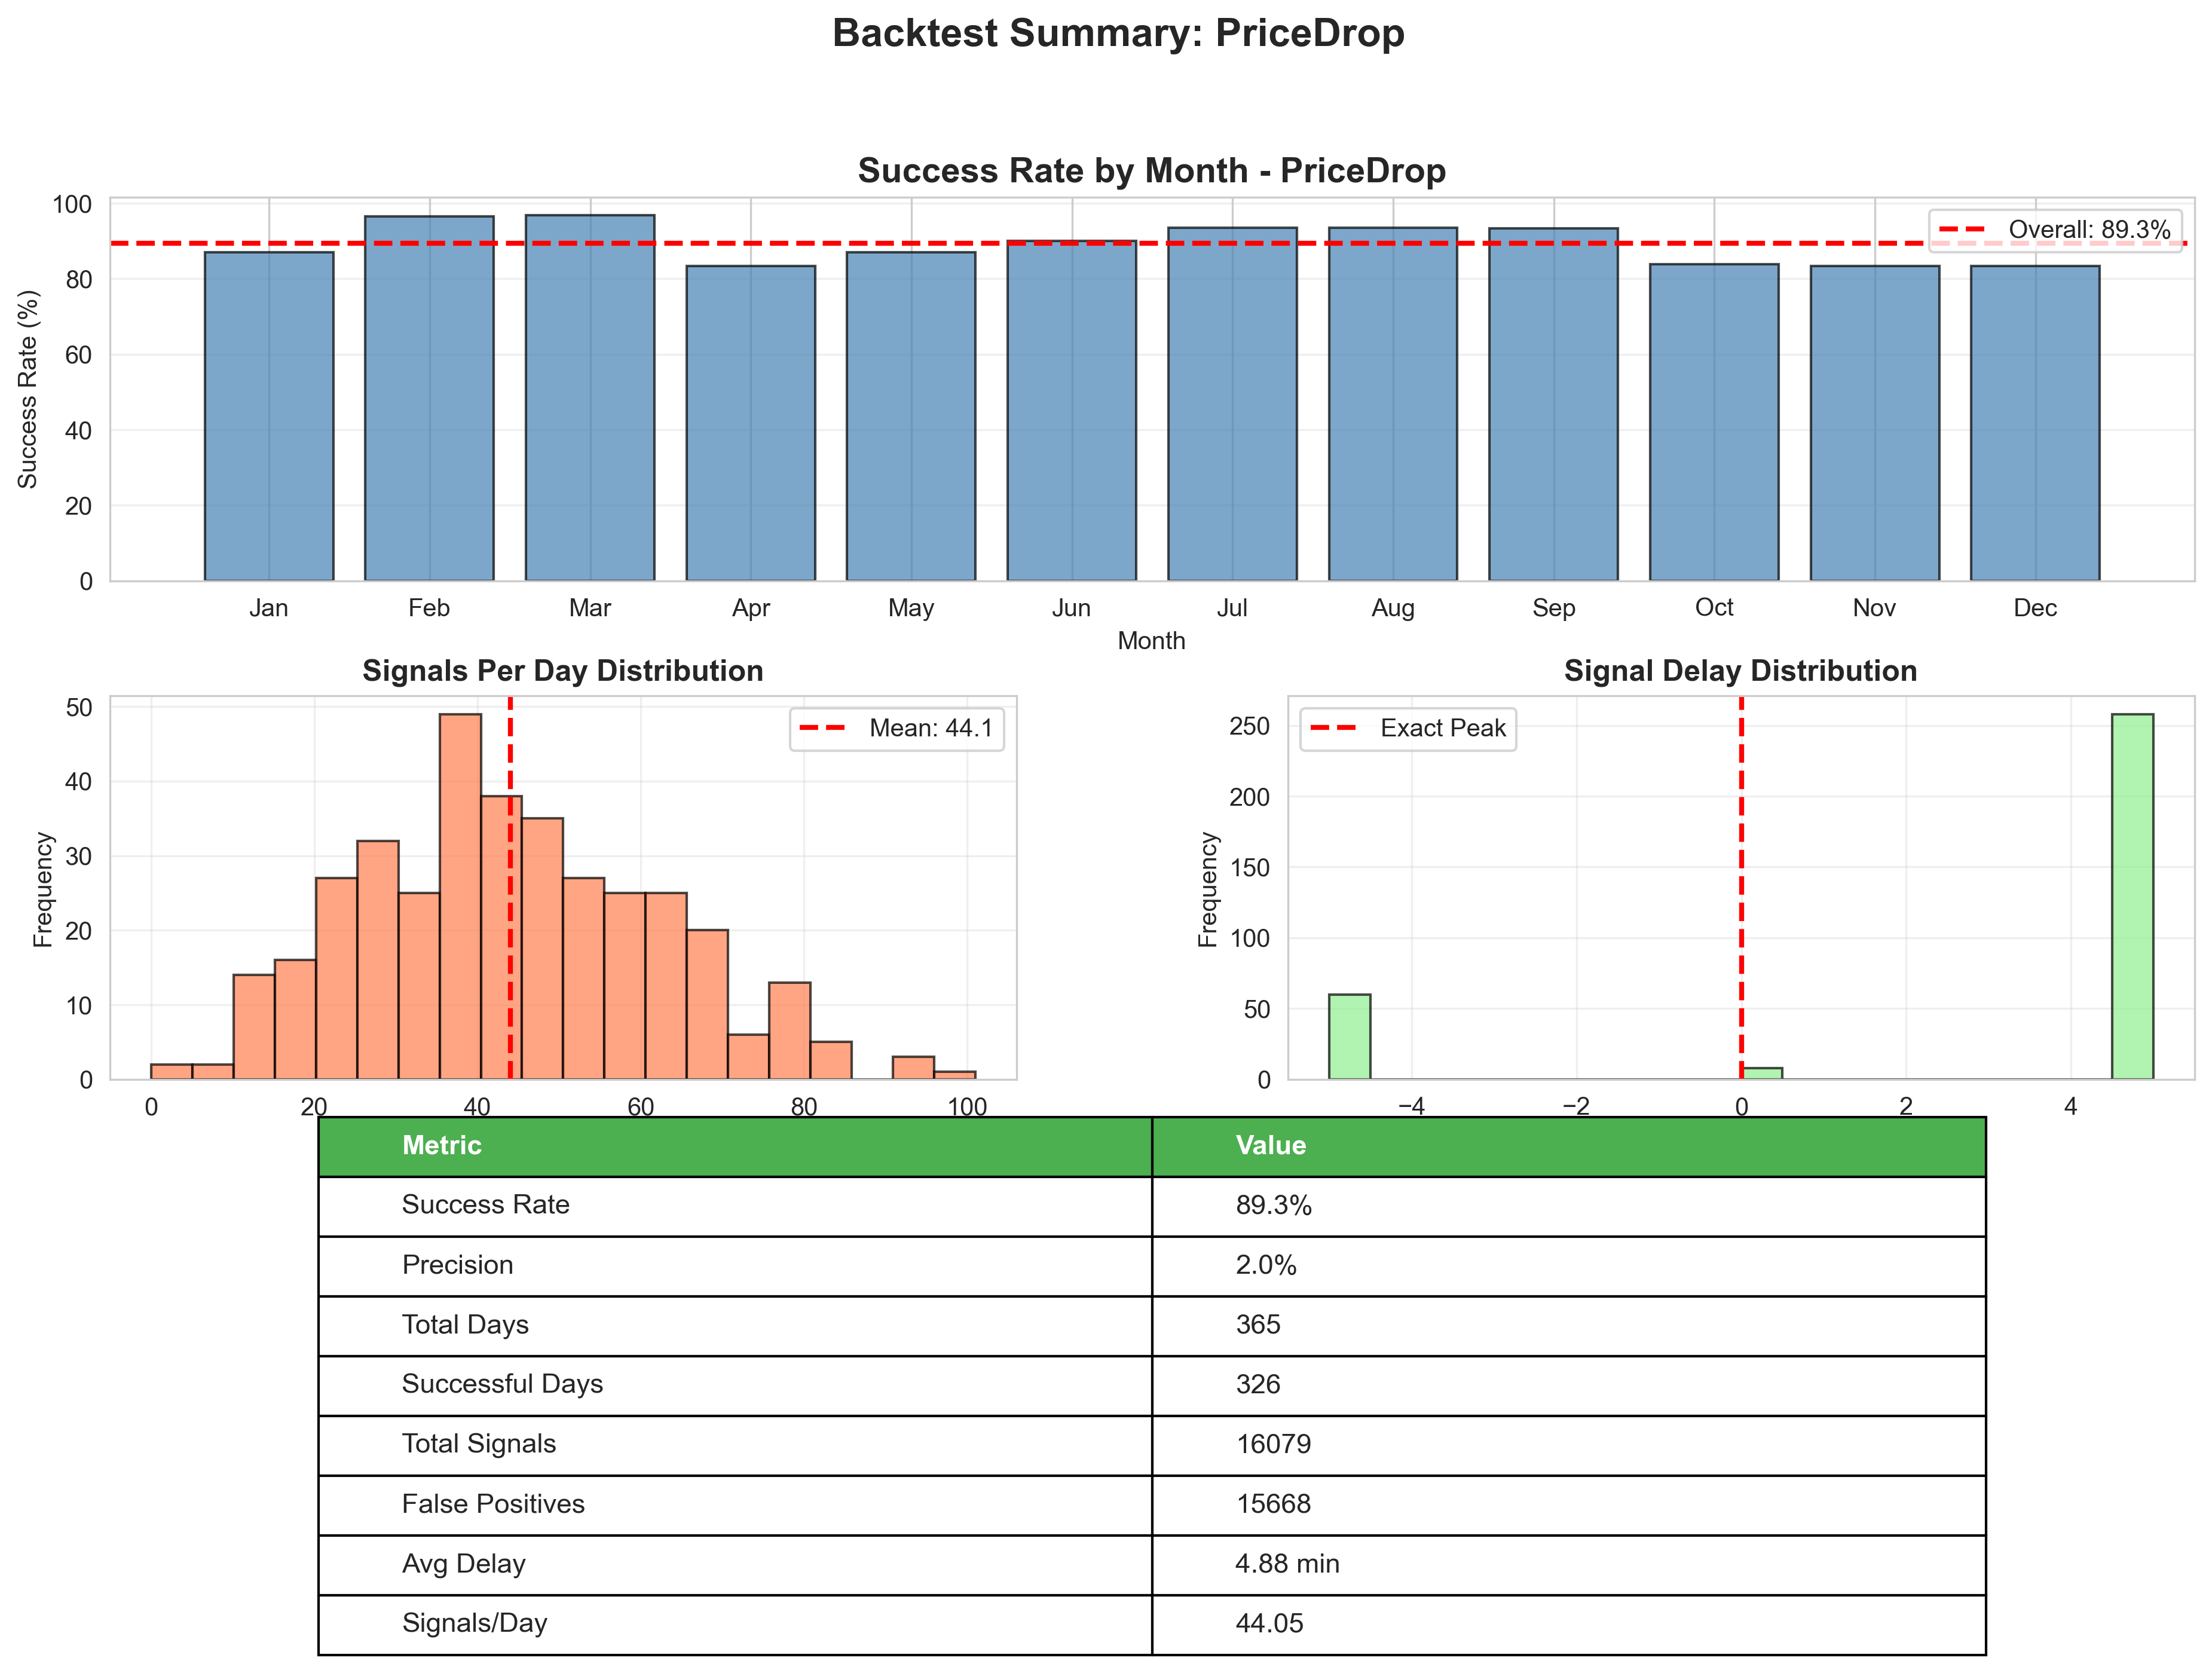 Backtest Summary: PriceDrop
Success Rate by Month - PriceDrop
Success Rate (%)
100
80
60
40
20
0
Overall: 89.3%
Jan Feb Mar Apr May Jun Jul Aug Sep Oct Nov Dec
Month
Signals Per Day Distribution
Frequency
50
40
30
20
10
0
Mean: 44.1
0 20 40 60 80 100
Signal Delay Distribution
Frequency
250
200
150
100
50
0
Exact Peak
−4 −2 0 2 4
Metric Value
Success Rate 89.3%
Precision 2.0%
Total Days 365
Successful Days 326
Total Signals 16079
False Positives 15668
Avg Delay 4.88 min
Signals/Day 44.05